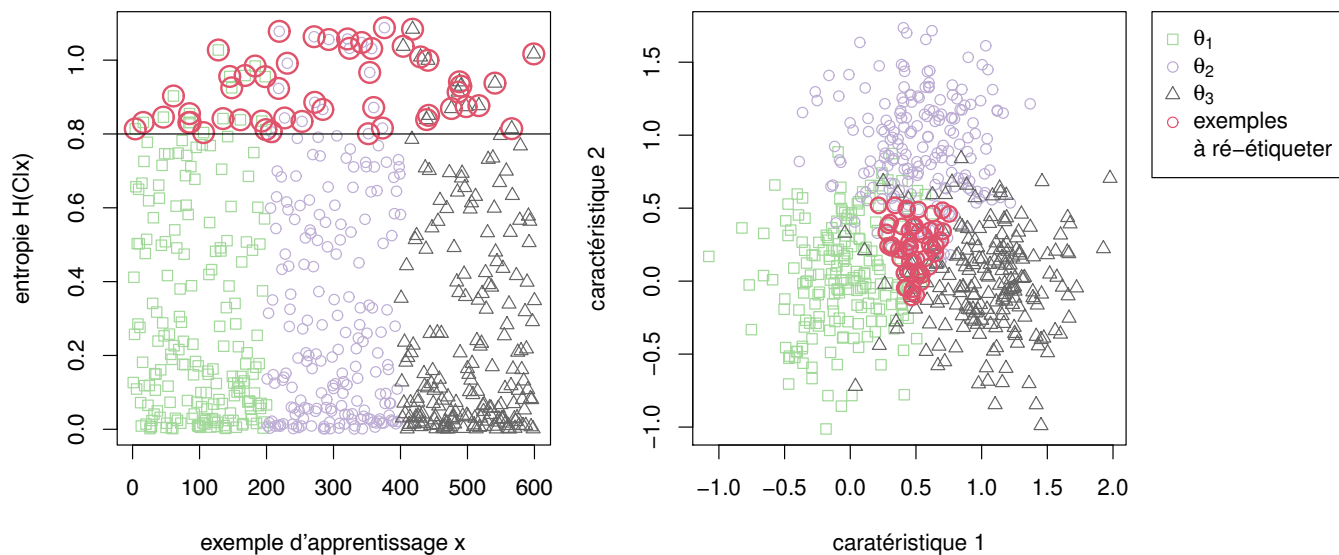 entropie H(C|x)
0.0 0.2 0.4 0.6 0.8 1.0
0 100 200 300 400 500 600
exemple d'apprentissage x
caractéristique 2
−1.0 −0.5 0.0 0.5 1.0 1.5
−1.0 −0.5 0.0 0.5 1.0 1.5 2.0
caratéristique 1
θ1
θ2
θ3
exemples
à ré−étiqueter